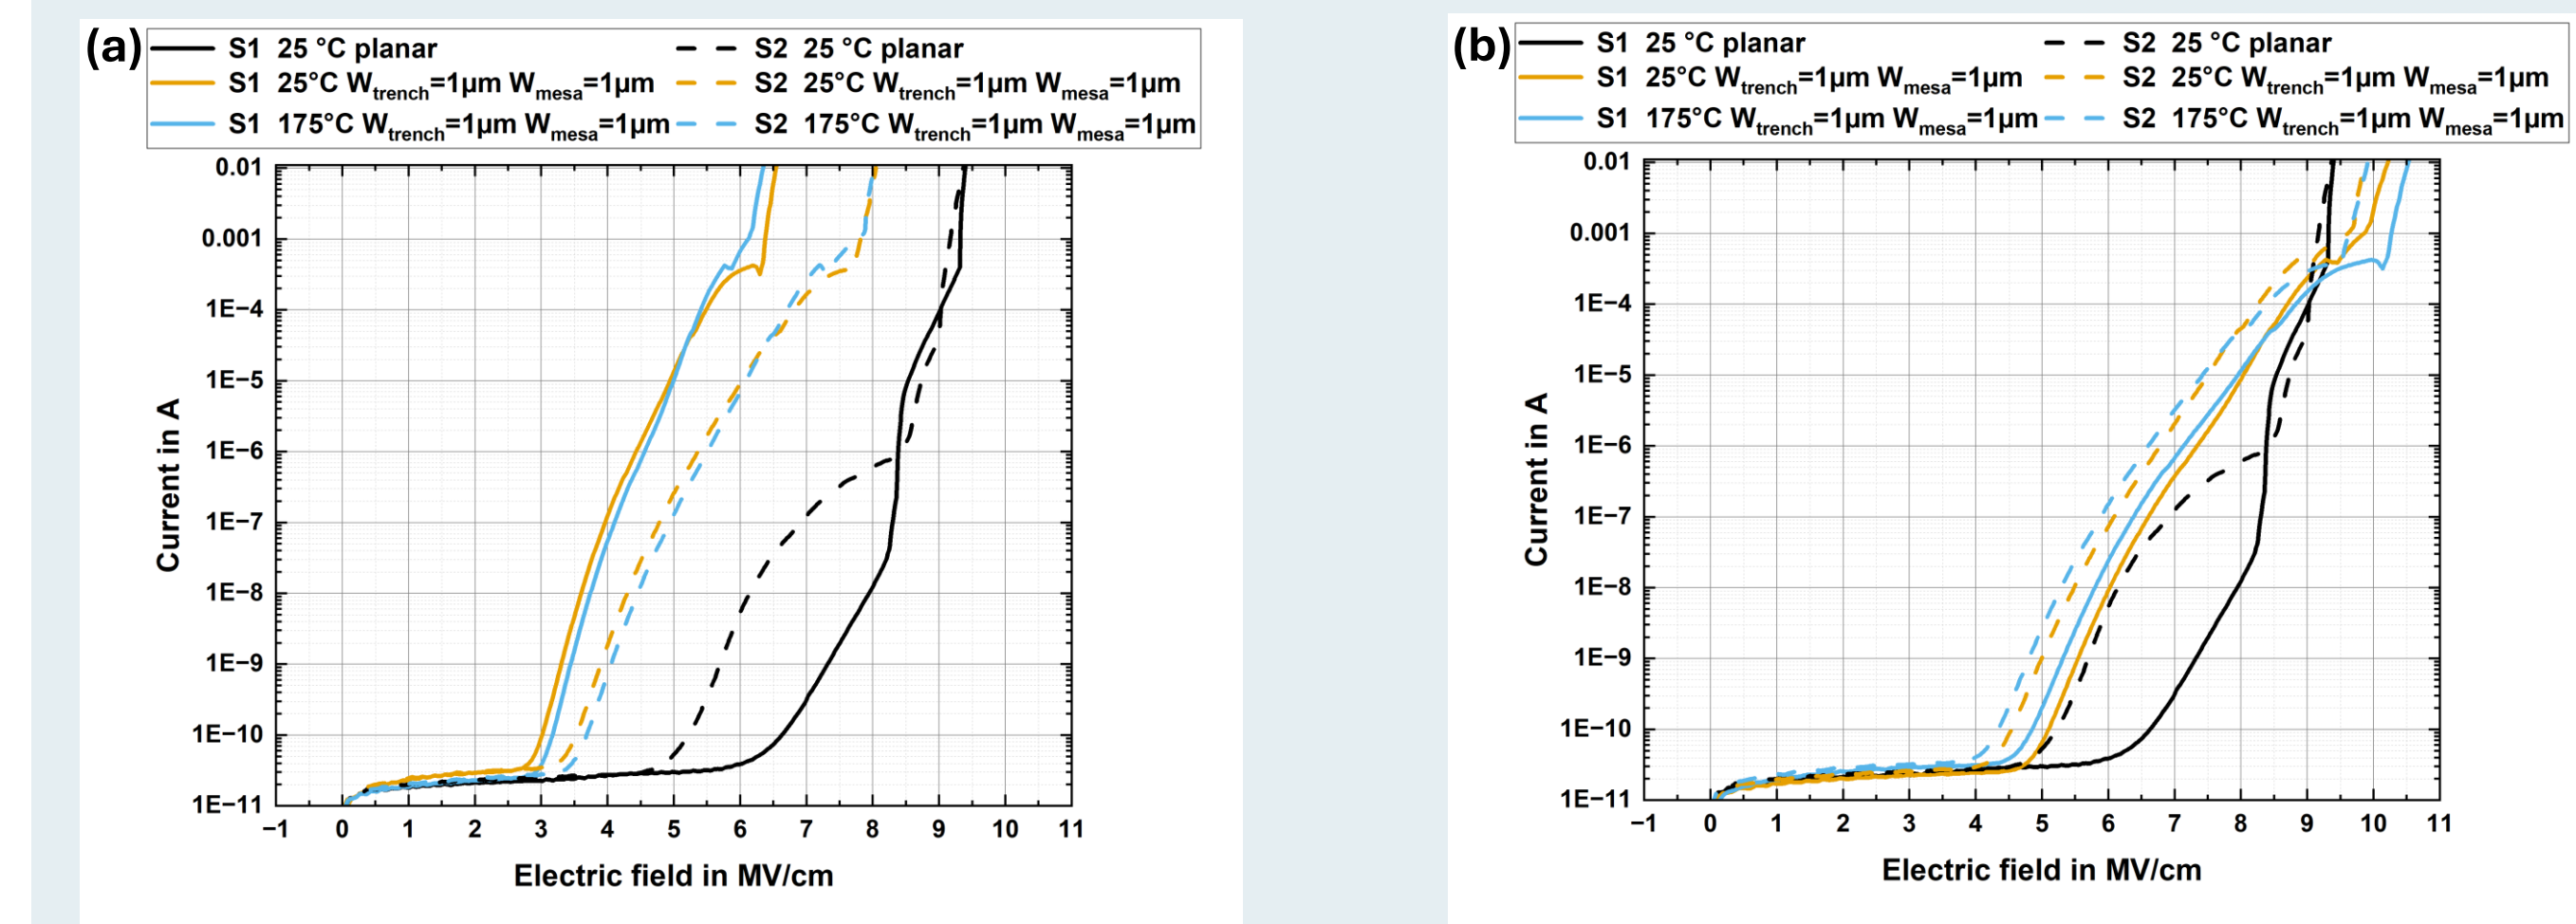 (a)
S1 25 °C planar
S2 25 °C planar
S1 25°C Wtrench=1µm Wmesa=1µm
S2 25°C Wtrench=1µm Wmesa=1µm
S1 175°C Wtrench=1µm Wmesa=1µm
S2 175°C Wtrench=1µm Wmesa=1µm
0.01
0.001
1E−4
1E−5
1E−6
1E−7
1E−8
1E−9
1E−10
1E−11
Current in A
−1 0 1 2 3 4 5 6 7 8 9 10 11
Electric field in MV/cm
(b)
S1 25 °C planar
S2 25 °C planar
S1 25°C Wtrench=1µm Wmesa=1µm
S2 25°C Wtrench=1µm Wmesa=1µm
S1 175°C Wtrench=1µm Wmesa=1µm
S2 175°C Wtrench=1µm Wmesa=1µm
0.01
0.001
1E−4
1E−5
1E−6
1E−7
1E−8
1E−9
1E−10
1E−11
Current in A
−1 0 1 2 3 4 5 6 7 8 9 10 11
Electric field in MV/cm